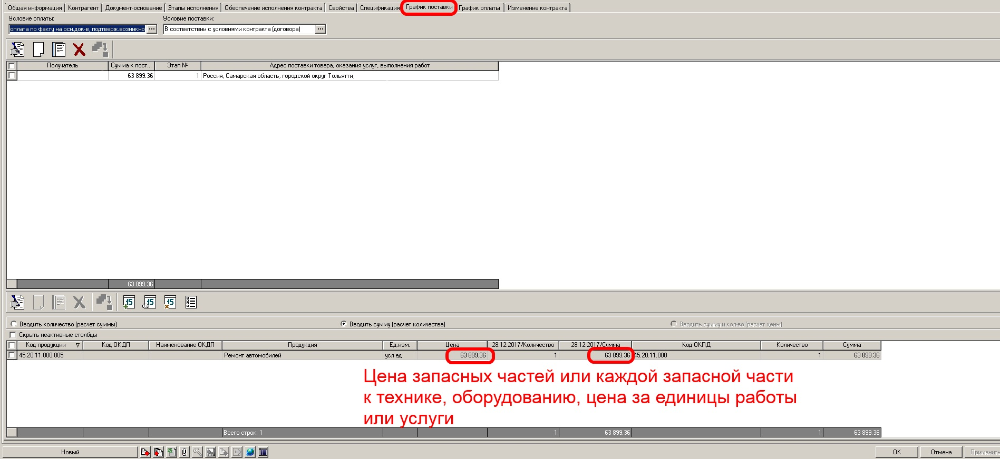 Общая информация Контрагент Документ-основание Этапы исполнения Обеспечение исполнения контракта Свойства Спецификация График поставки График оплаты Изменение контракта
Условие оплаты: Условие поставки:
оплата по факту на осн.док-в, подтверж.возникно ... В соответствии с условиями контракта (договора) ...
Получатель Сумма к пост... Этап № Адрес поставки товара, оказания услуг, выполнения работ
63 899.36 1 Россия, Самарская область, городской округ Тольятти
63 899.36
15 15 15
Вводить количество (расчет суммы) Вводить сумму (расчет количества) Вводить сумму и кол-во (расчет цены)
Скрыть неактивные столбцы
Код продукции Код ОКДП Наименование ОКДП Продукция Ед.изм. Цена 28.12.2017/Количество 28.12.2017/Сумма Код ОКПД Количество Сумма
45.20.11.000.005 Ремонт автомобилей усл ед 63 899.36 1 63 899.36 45.20.11.000 1 63 899.36
Цена запасных частей или каждой запасной части
к технике, оборудованию, цена за единицы работы
или услуги
Всего строк: 1 1 63 899.36 1 63 899.36
Новый OK Отмена Применить